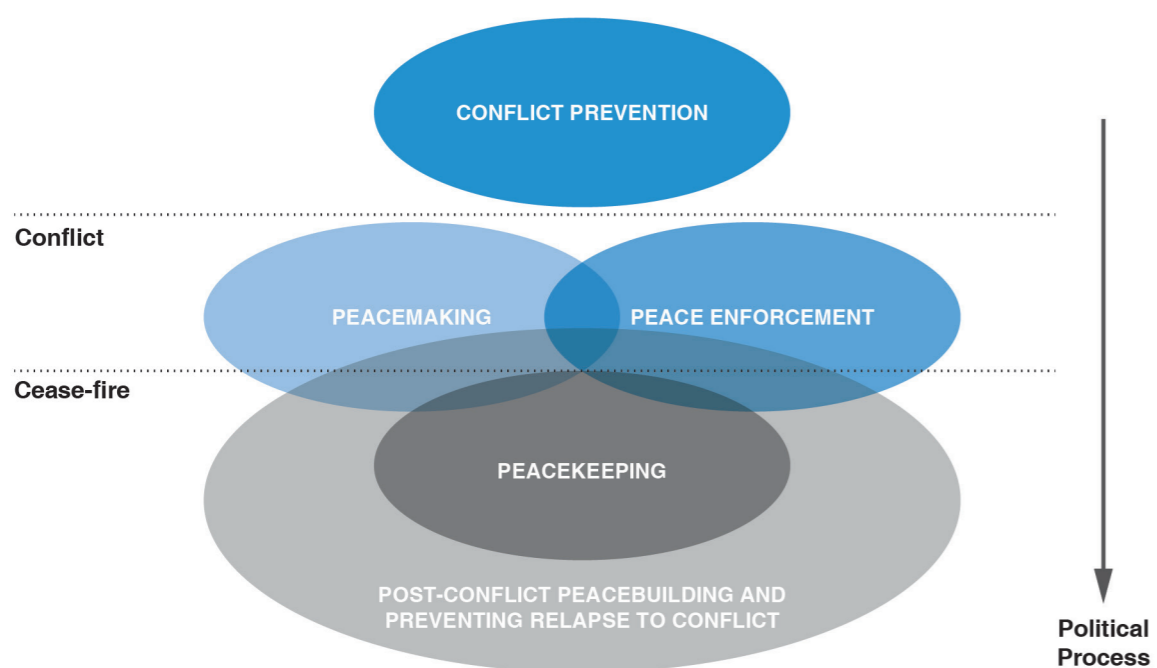 CONFLICT PREVENTION
Conflict
PEACEMAKING
PEACE ENFORCEMENT
Cease-fire
PEACEKEEPING
POST-CONFLICT PEACEBUILDING AND
PREVENTING RELAPSE TO CONFLICT
Political
Process